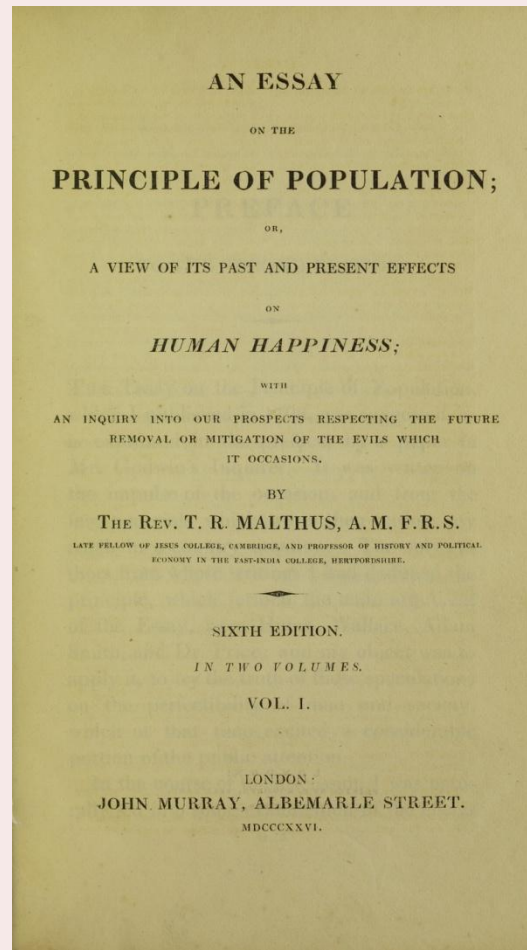 AN ESSAY
ON THE
PRINCIPLE OF POPULATION;
OR,
A VIEW OF ITS PAST AND PRESENT EFFECTS
ON
HUMAN HAPPINESS;
WITH
AN INQUIRY INTO OUR PROSPECTS RESPECTING THE FUTURE
REMOVAL OR MITIGATION OF THE EVILS WHICH
IT OCCASIONS.
BY
THE REV. T. R. MALTHUS, A.M. F.R.S.
LATE FELLOW OF JESUS COLLEGE, CAMBRIDGE, AND PROFESSOR OF HISTORY AND POLITICAL
ECONOMY IN THE EAST-INDIA COLLEGE, HERTFORDSHIRE.
SIXTH EDITION.
IN TWO VOLUMES.
VOL. I.
LONDON:
JOHN MURRAY, ALBEMARLE STREET.
MDCCCXXVI.